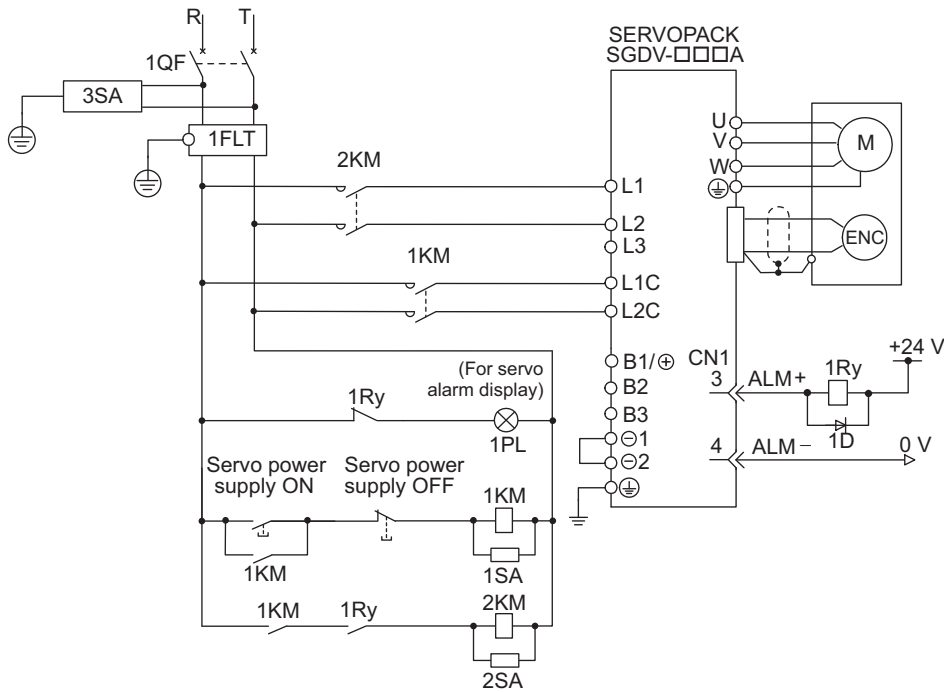 R T
1QF
3SA
1FLT
2KM
1KM
SERVOPACK
SGDV-□□□A
U
V
W
M
ENC
L1
L2
L3
L1C
L2C
B1/⊕
B2
B3
⊖1
⊖2
CN1
3 ALM+
1Ry
+24 V
1D
4 ALM− 0 V
(For servo
alarm display)
1Ry
1PL
Servo power
supply ON
Servo power
supply OFF
1KM
1KM
1SA
1KM 1Ry 2KM
2SA